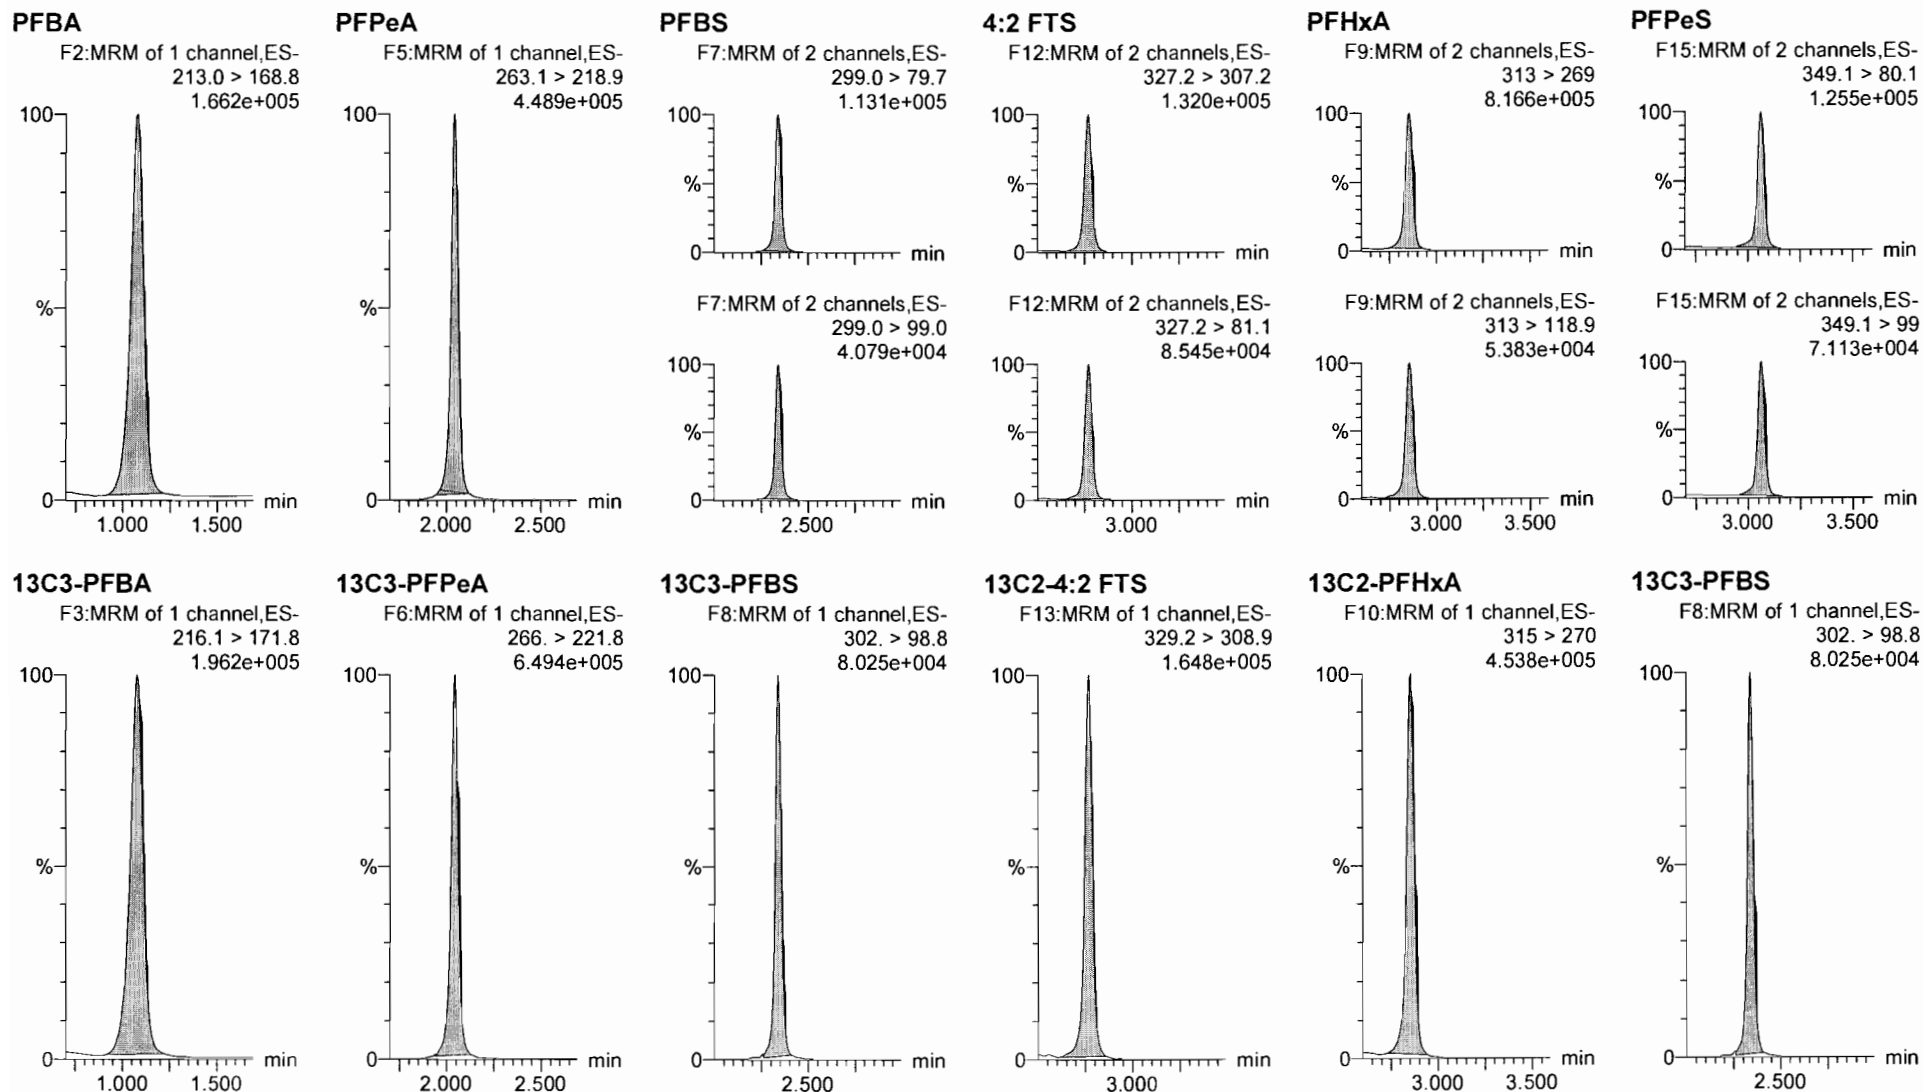 PFBA
F2:MRM of 1 channel,ES-
213.0 > 168.8
1.662e+005
100
%
0
min
1.000 1.500
PFPeA
F5:MRM of 1 channel,ES-
263.1 > 218.9
4.489e+005
100
%
0
min
2.000 2.500
PFBS
F7:MRM of 2 channels,ES-
299.0 > 79.7
1.131e+005
100
%
0
min
F7:MRM of 2 channels,ES-
299.0 > 99.0
4.079e+004
100
%
0
min
2.500
4:2 FTS
F12:MRM of 2 channels,ES-
327.2 > 307.2
1.320e+005
100
%
0
min
F12:MRM of 2 channels,ES-
327.2 > 81.1
8.545e+004
100
%
0
min
3.000
PFHxA
F9:MRM of 2 channels,ES-
313 > 269
8.166e+005
100
%
0
min
F9:MRM of 2 channels,ES-
313 > 118.9
5.383e+004
100
%
0
min
3.000 3.500
PFPeS
F15:MRM of 2 channels,ES-
349.1 > 80.1
1.255e+005
100
%
0
min
F15:MRM of 2 channels,ES-
349.1 > 99
7.113e+004
100
%
0
min
3.000 3.500
13C3-PFBA
F3:MRM of 1 channel,ES-
216.1 > 171.8
1.962e+005
100
%
0
min
1.000 1.500
13C3-PFPeA
F6:MRM of 1 channel,ES-
266. > 221.8
6.494e+005
100
%
0
min
2.000 2.500
13C3-PFBS
F8:MRM of 1 channel,ES-
302. > 98.8
8.025e+004
100
%
0
min
2.500
13C2-4:2 FTS
F13:MRM of 1 channel,ES-
329.2 > 308.9
1.648e+005
100
%
0
min
3.000
13C2-PFHxA
F10:MRM of 1 channel,ES-
315 > 270
4.538e+005
100
%
0
min
3.000 3.500
13C3-PFBS
F8:MRM of 1 channel,ES-
302. > 98.8
8.025e+004
100
%
0
min
2.500